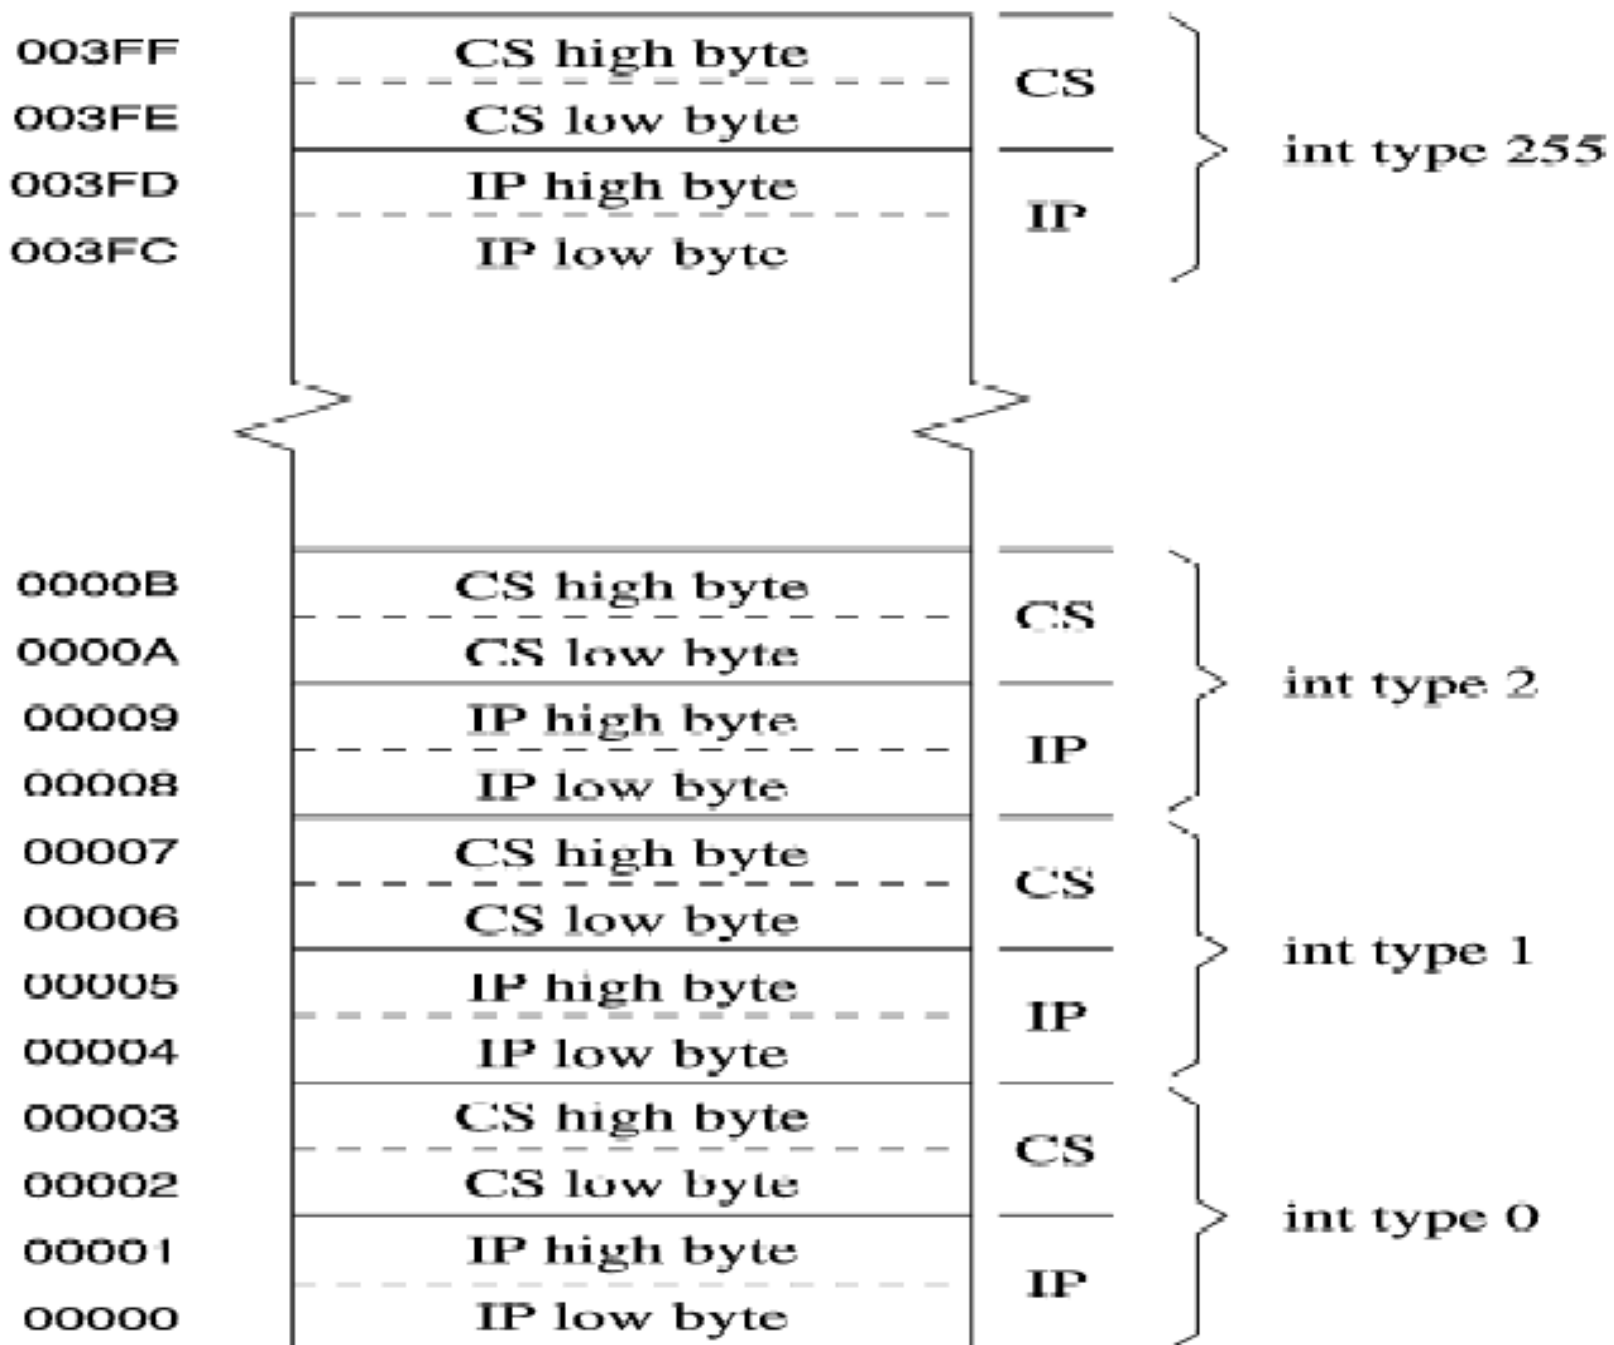 003FF CS high byte
CS
003FE CS low byte
int type 255
003FD IP high byte
IP
003FC IP low byte
0000B CS high byte
CS
0000A CS low byte
int type 2
00009 IP high byte
IP
00008 IP low byte
00007 CS high byte
CS
00006 CS low byte
int type 1
00005 IP high byte
IP
00004 IP low byte
00003 CS high byte
CS
00002 CS low byte
int type 0
00001 IP high byte
IP
00000 IP low byte